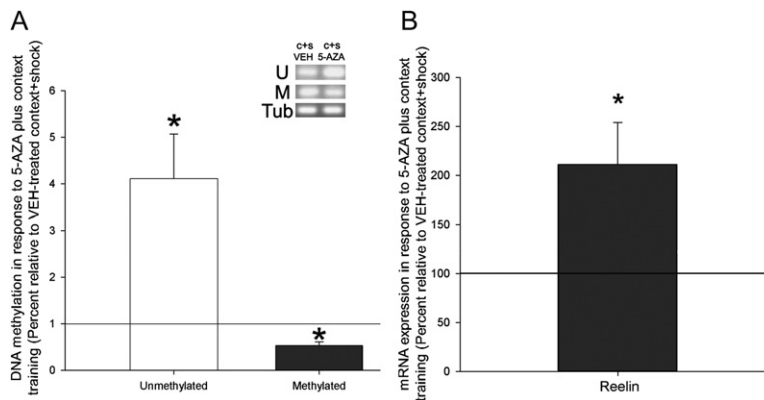 A
DNA methylation in response to 5-AZA plus context
training (Percent relative to VEH-treated context+shock)
c+s c+s
VEH 5-AZA
U
M
Tub
6
5
4
3
2
1
0
*
*
Unmethylated Methylated
B
mRNA expression in response to 5-AZA plus context
training (Percent relative to VEH-treated context+shock)
300
250
200
150
100
50
0
*
Reelin